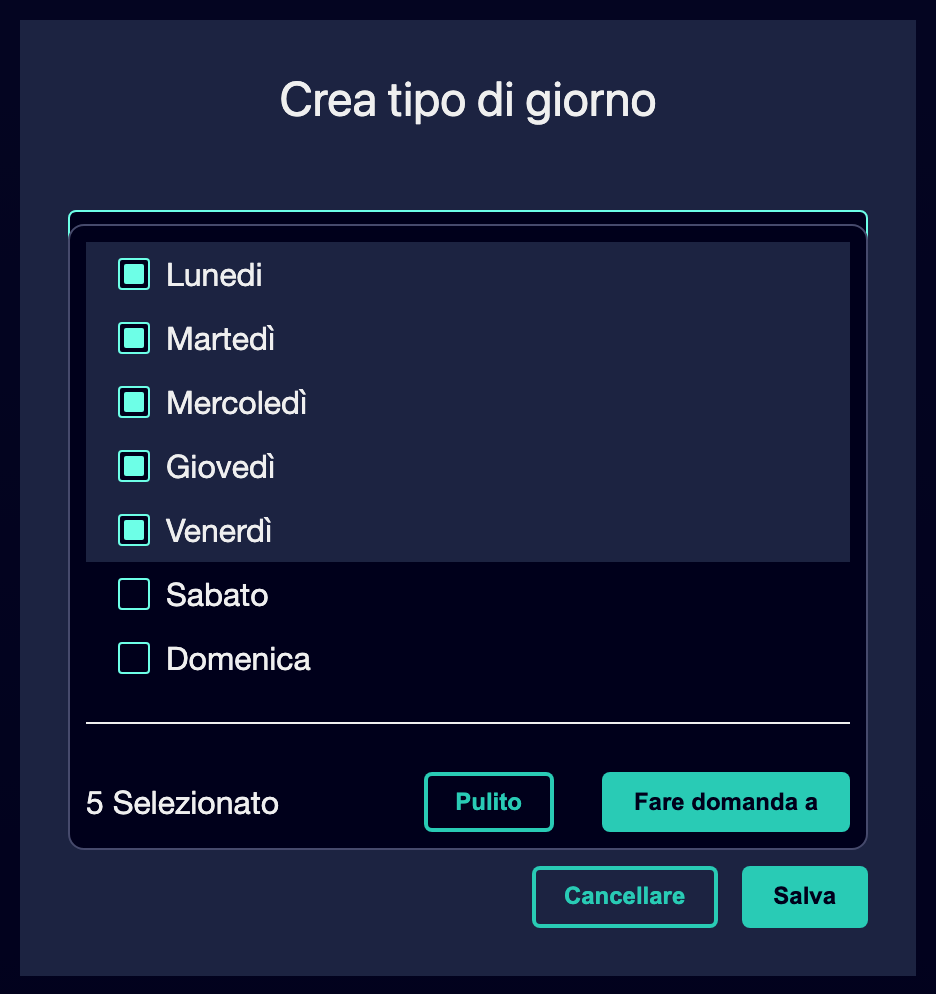 Crea tipo di giorno
Lunedi
Martedì
Mercoledì
Giovedì
Venerdì
Sabato
Domenica
5 Selezionato
Pulito
Fare domanda a
Cancellare
Salva